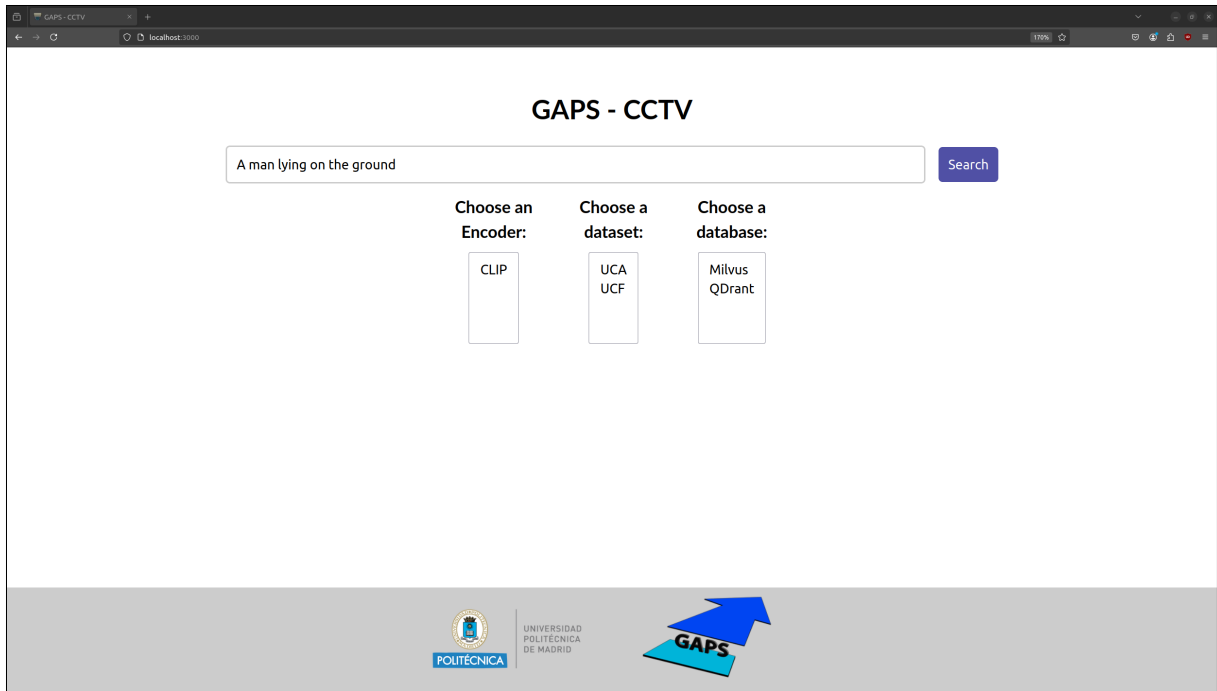 GAPS - CCTV
localhost:3000
170%
GAPS - CCTV
A man lying on the ground
Search
Choose an
Encoder:
Choose a
dataset:
Choose a
database:
CLIP
UCA
UCF
Milvus
QDrant
POLITÉCNICA
UNIVERSIDAD
POLITÉCNICA
DE MADRID
GAPS